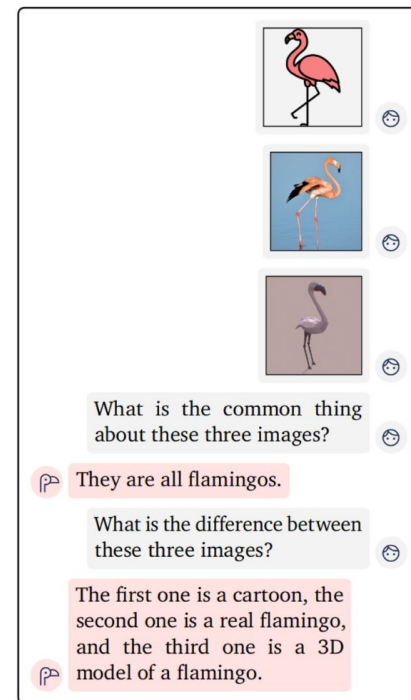 What is the common thing
about these three images?
They are all flamingos.
What is the difference between
these three images?
The first one is a cartoon, the
second one is a real flamingo,
and the third one is a 3D
model of a flamingo.